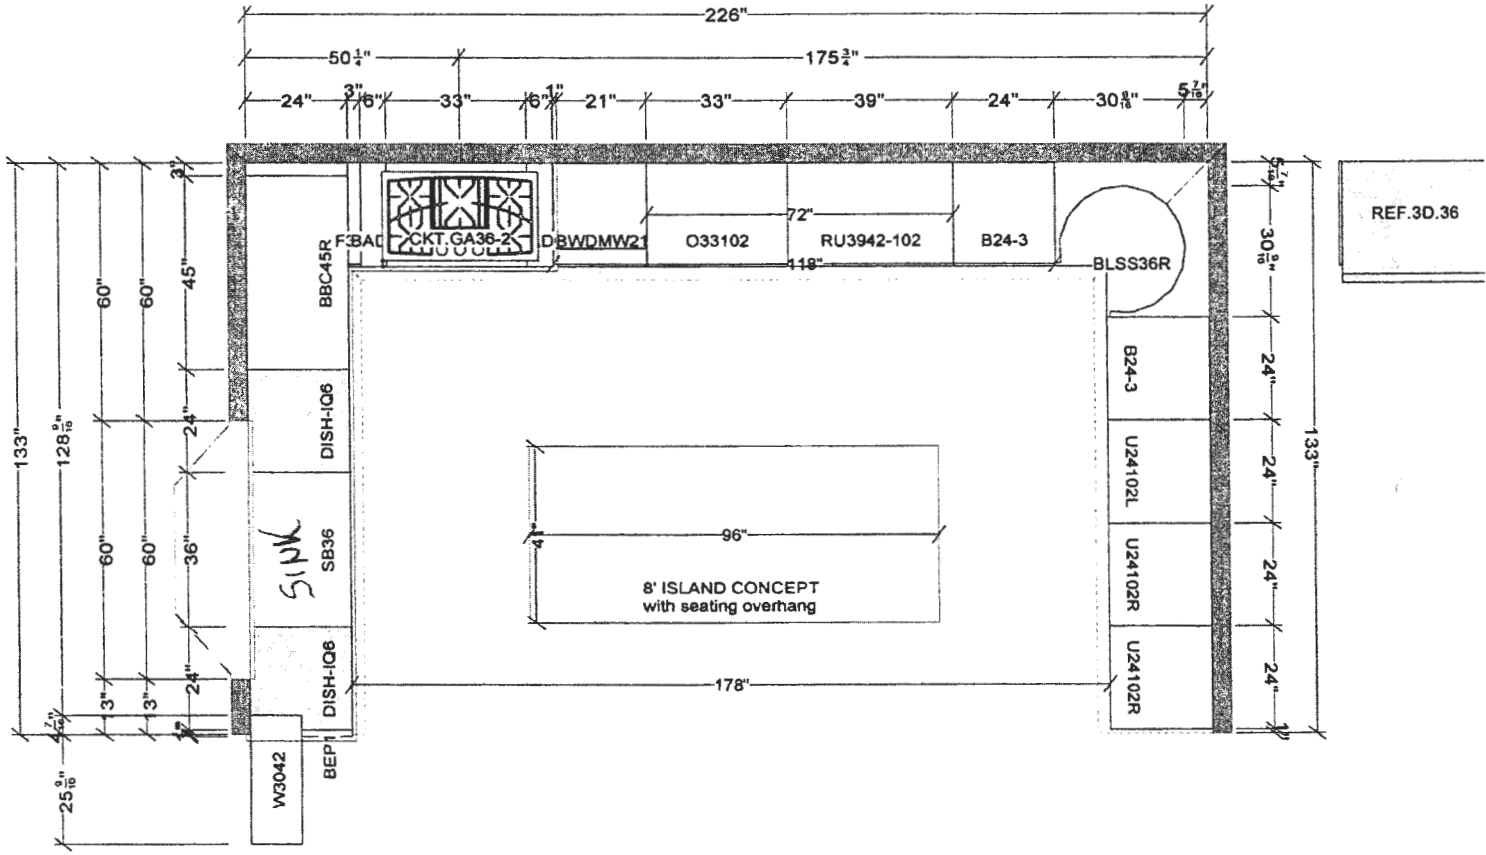 226"
50 1/4"
175 3/4"
24"
3"
6"
33"
6"
1"
21"
33"
39"
24"
30 9/16"
5 7/16"
BBC45R
CKT.GA36-2
DBWDMW21
72"
O33102
RU3942-102
B24-3
118"
BLSS36R
REF.3D.36
3"
45"
24"
36"
24"
1"
60"
60"
13"
60"
60"
13"
128 9/16"
4 7/16"
25 9/16"
133"
DISH-IQ6
SINK
SB36
DISH-IQ6
BEP1
W3042
96"
8' ISLAND CONCEPT
with seating overhang
178"
B24-3
U24102L
U24102R
U24102R
5 7/16"
30 9/16"
24"
24"
24"
24"
1"
133"